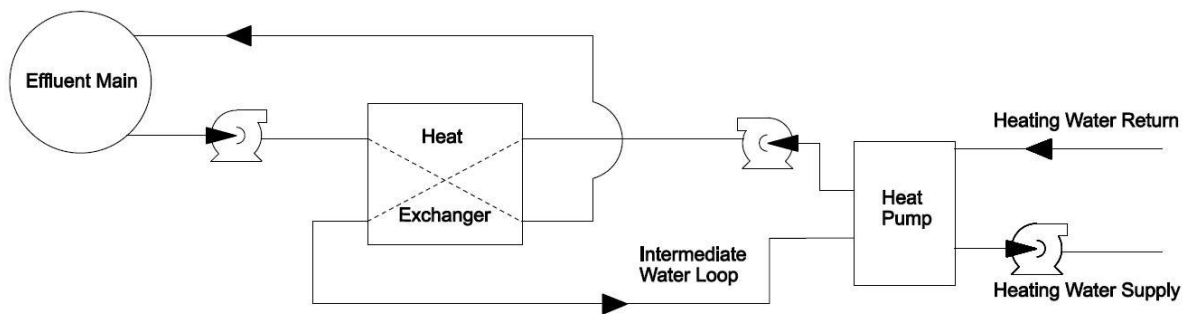 Effluent Main
Heat
Exchanger
Intermediate
Water Loop
Heat
Pump
Heating Water Return
Heating Water Supply